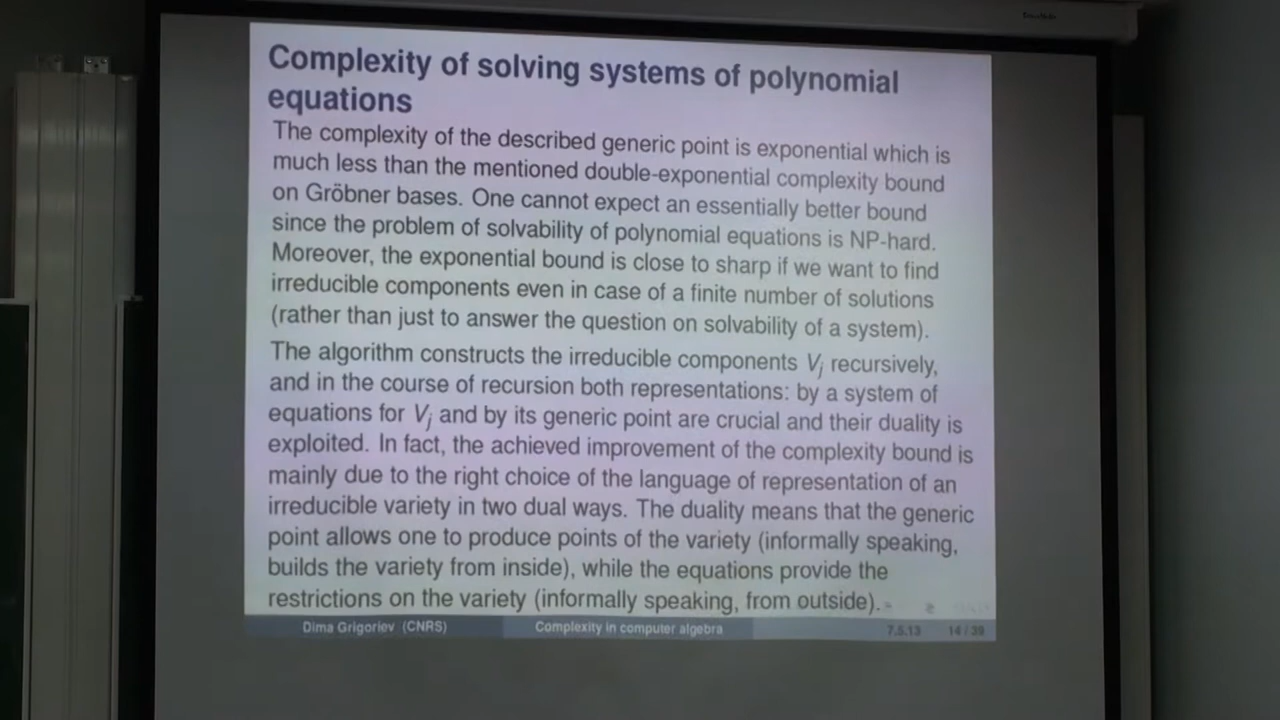 Complexity of solving systems of polynomial
equations
The complexity of the described generic point is exponential which is
much less than the mentioned double-exponential complexity bound
on Gröbner bases. One cannot expect an essentially better bound
since the problem of solvability of polynomial equations is NP-hard.
Moreover, the exponential bound is close to sharp if we want to find
irreducible components even in case of a finite number of solutions
(rather than just to answer the question on solvability of a system).
The algorithm constructs the irreducible components Vj recursively,
and in the course of recursion both representations: by a system of
equations for Vj and by its generic point are crucial and their duality is
exploited. In fact, the achieved improvement of the complexity bound is
mainly due to the right choice of the language of representation of an
irreducible variety in two dual ways. The duality means that the generic
point allows one to produce points of the variety (informally speaking,
builds the variety from inside), while the equations provide the
restrictions on the variety (informally speaking, from outside).
Dima Grigoriev (CNRS) Complexity in computer algebra 7.5.13 14 / 39